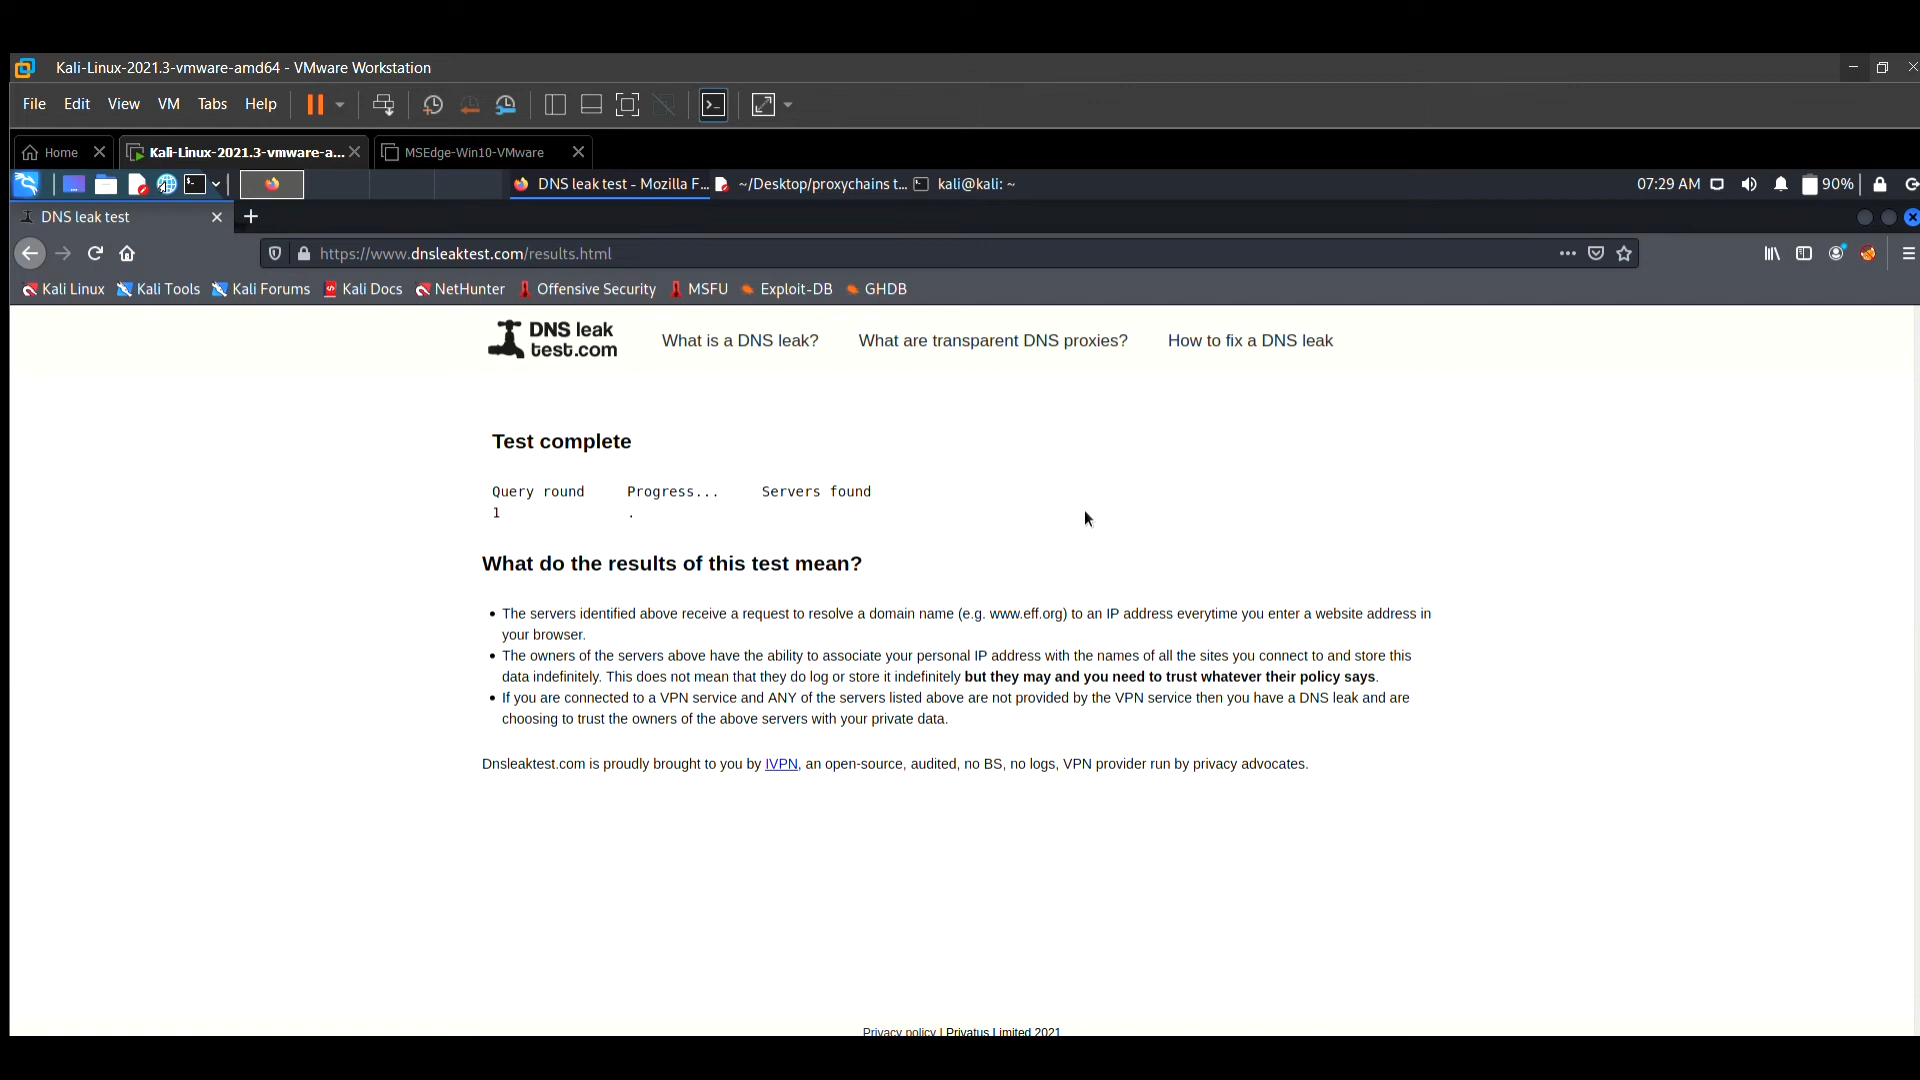 Kali-Linux-2021.3-vmware-amd64 - VMware Workstation
File Edit View VM Tabs Help
Home Kali-Linux-2021.3-vmware-a... MSEdge-Win10-VMware
DNS leak test - Mozilla F... ~/Desktop/proxychains t... kali@kali: ~ 07:29 AM 90%
DNS leak test
https://www.dnsleaktest.com/results.html
Kali Linux Kali Tools Kali Forums Kali Docs NetHunter Offensive Security MSFU Exploit-DB GHDB
DNS leak
test.com
What is a DNS leak? What are transparent DNS proxies? How to fix a DNS leak
Test complete
Query round Progress... Servers found
1 .
What do the results of this test mean?
• The servers identified above receive a request to resolve a domain name (e.g. www.eff.org) to an IP address everytime you enter a website address in
your browser.
• The owners of the servers above have the ability to associate your personal IP address with the names of all the sites you connect to and store this
data indefinitely. This does not mean that they do log or store it indefinitely but they may and you need to trust whatever their policy says.
• If you are connected to a VPN service and ANY of the servers listed above are not provided by the VPN service then you have a DNS leak and are
choosing to trust the owners of the above servers with your private data.
Dnsleaktest.com is proudly brought to you by IVPN, an open-source, audited, no BS, no logs, VPN provider run by privacy advocates.
Privacy policy | Privatus Limited 2021